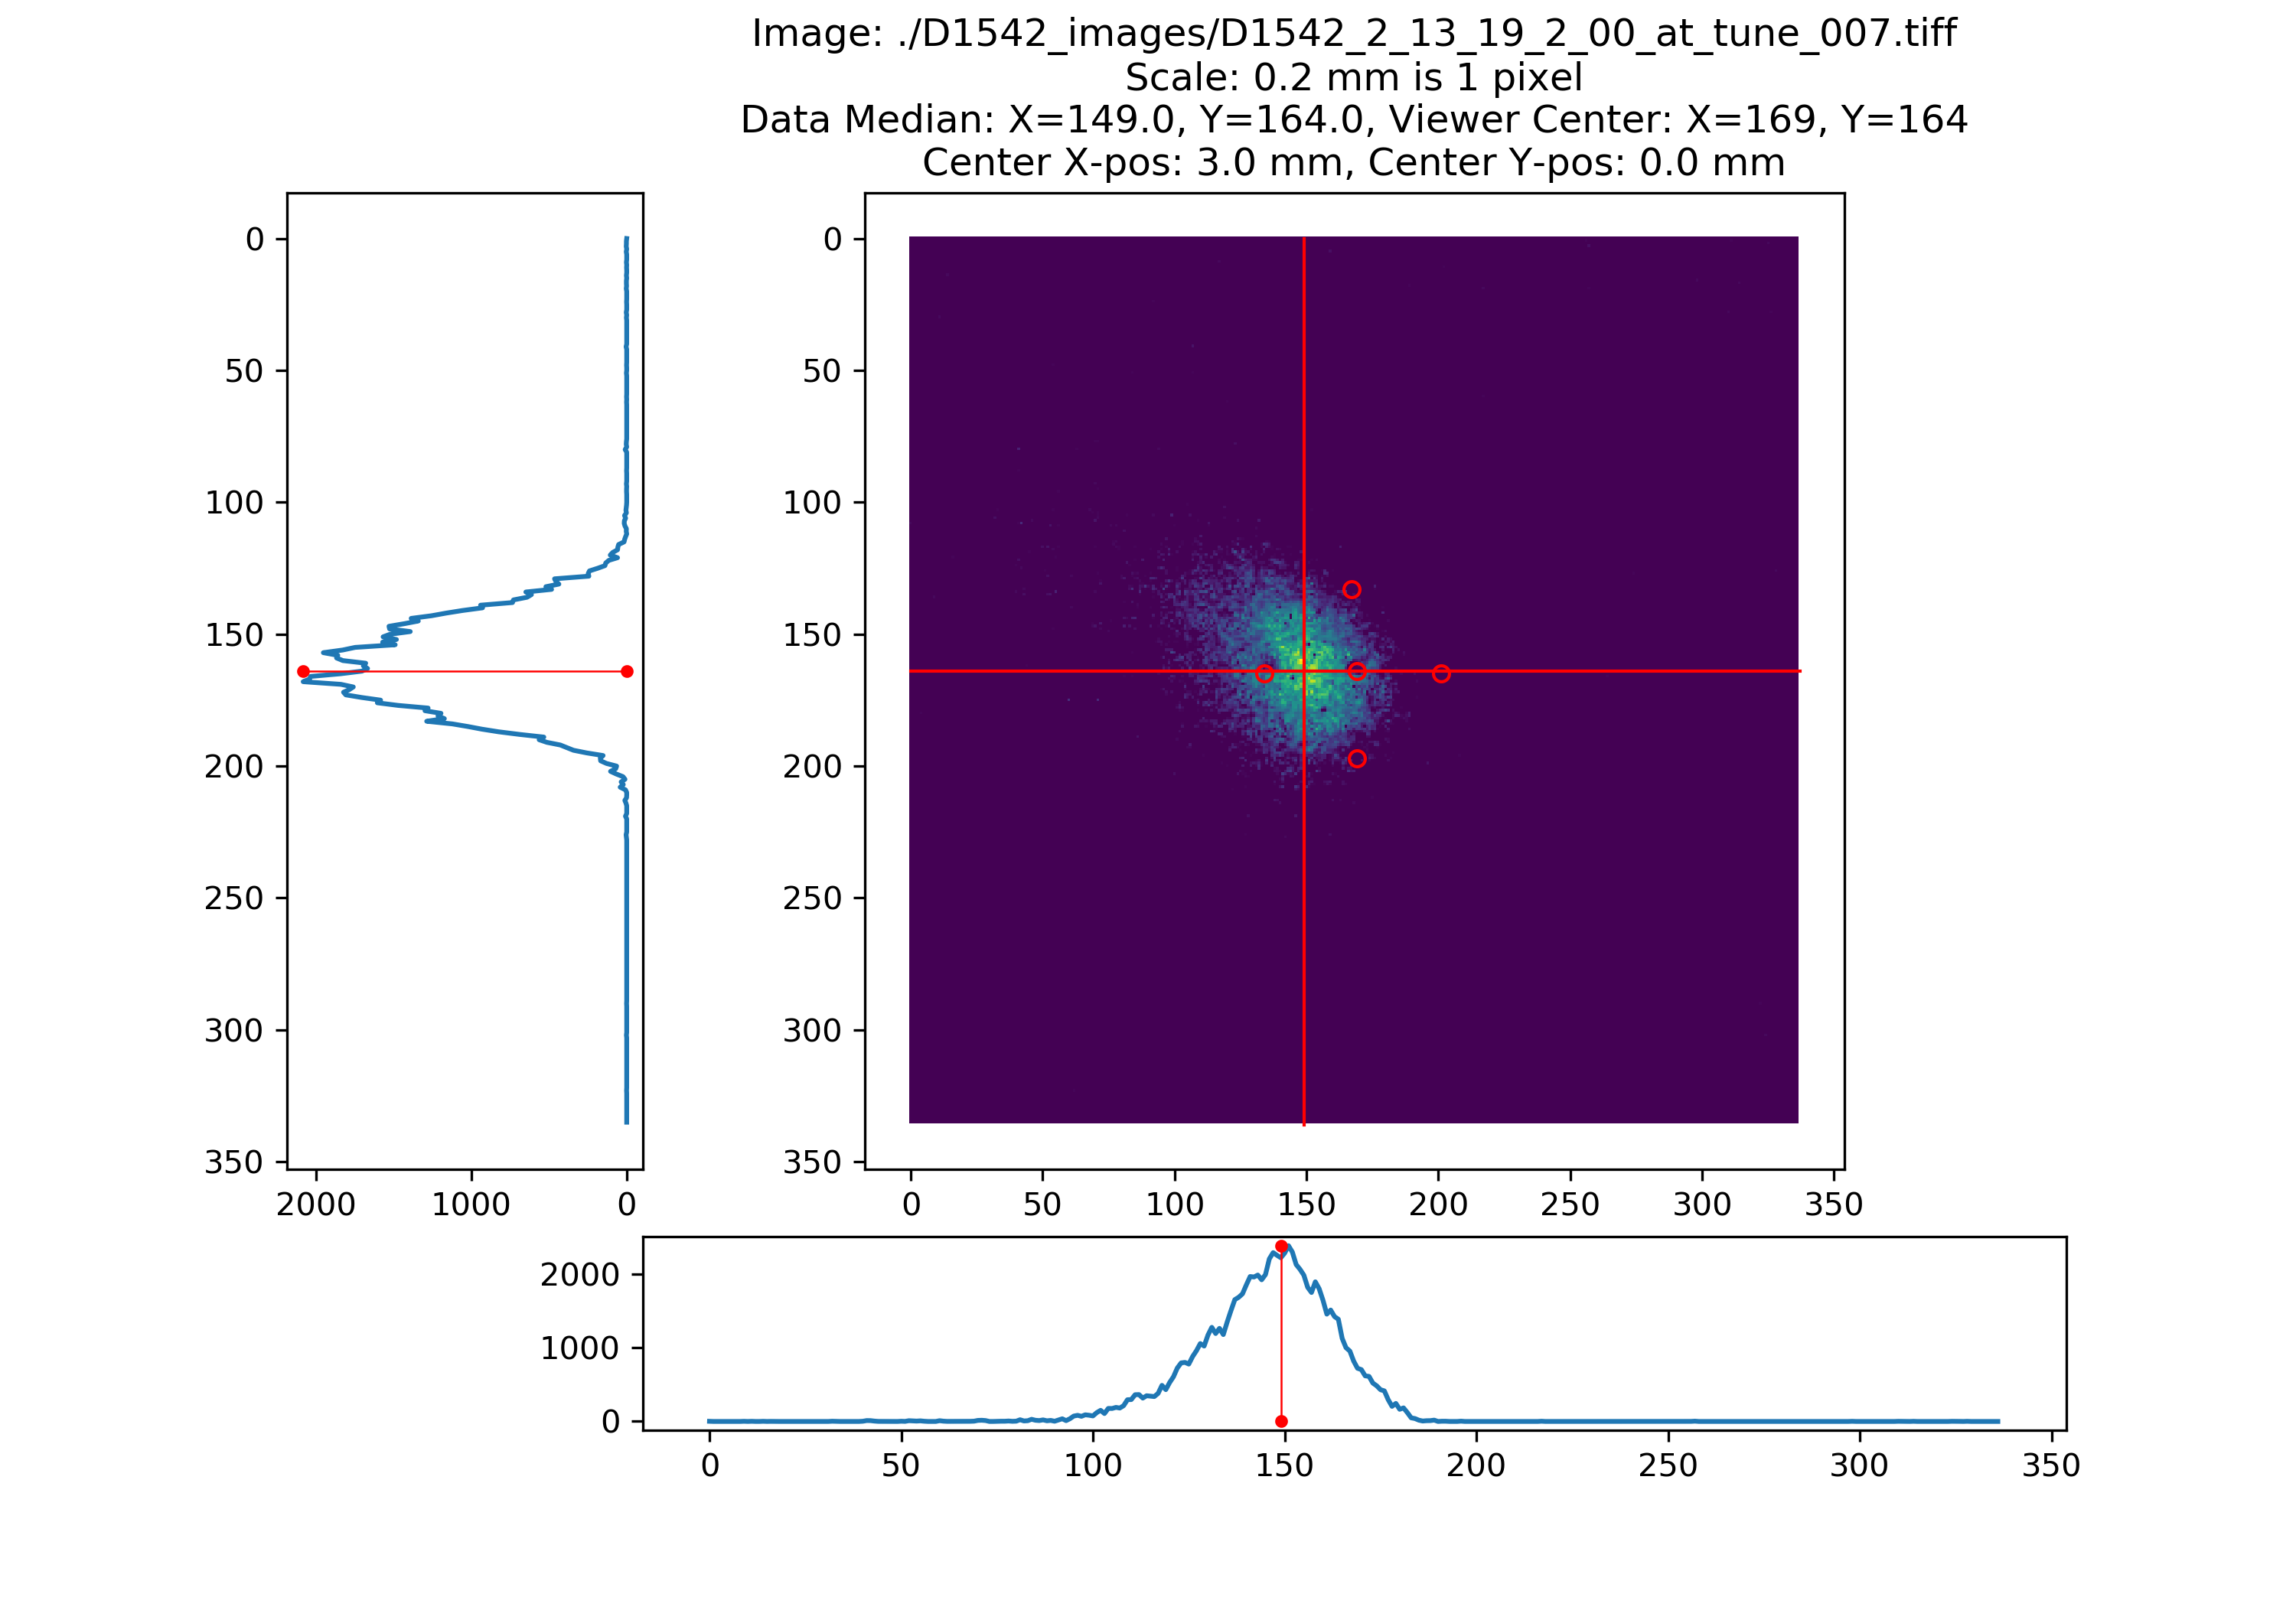 Image: ./D1542_images/D1542_2_13_19_2_00_at_tune_007.tiff
Scale: 0.2 mm is 1 pixel
Data Median: X=149.0, Y=164.0, Viewer Center: X=169, Y=164
Center X-pos: 3.0 mm, Center Y-pos: 0.0 mm
0
50
100
150
200
250
300
350
2000 1000 0
0
50
100
150
200
250
300
350
0 50 100 150 200 250 300 350
2000
1000
0
0 50 100 150 200 250 300 350